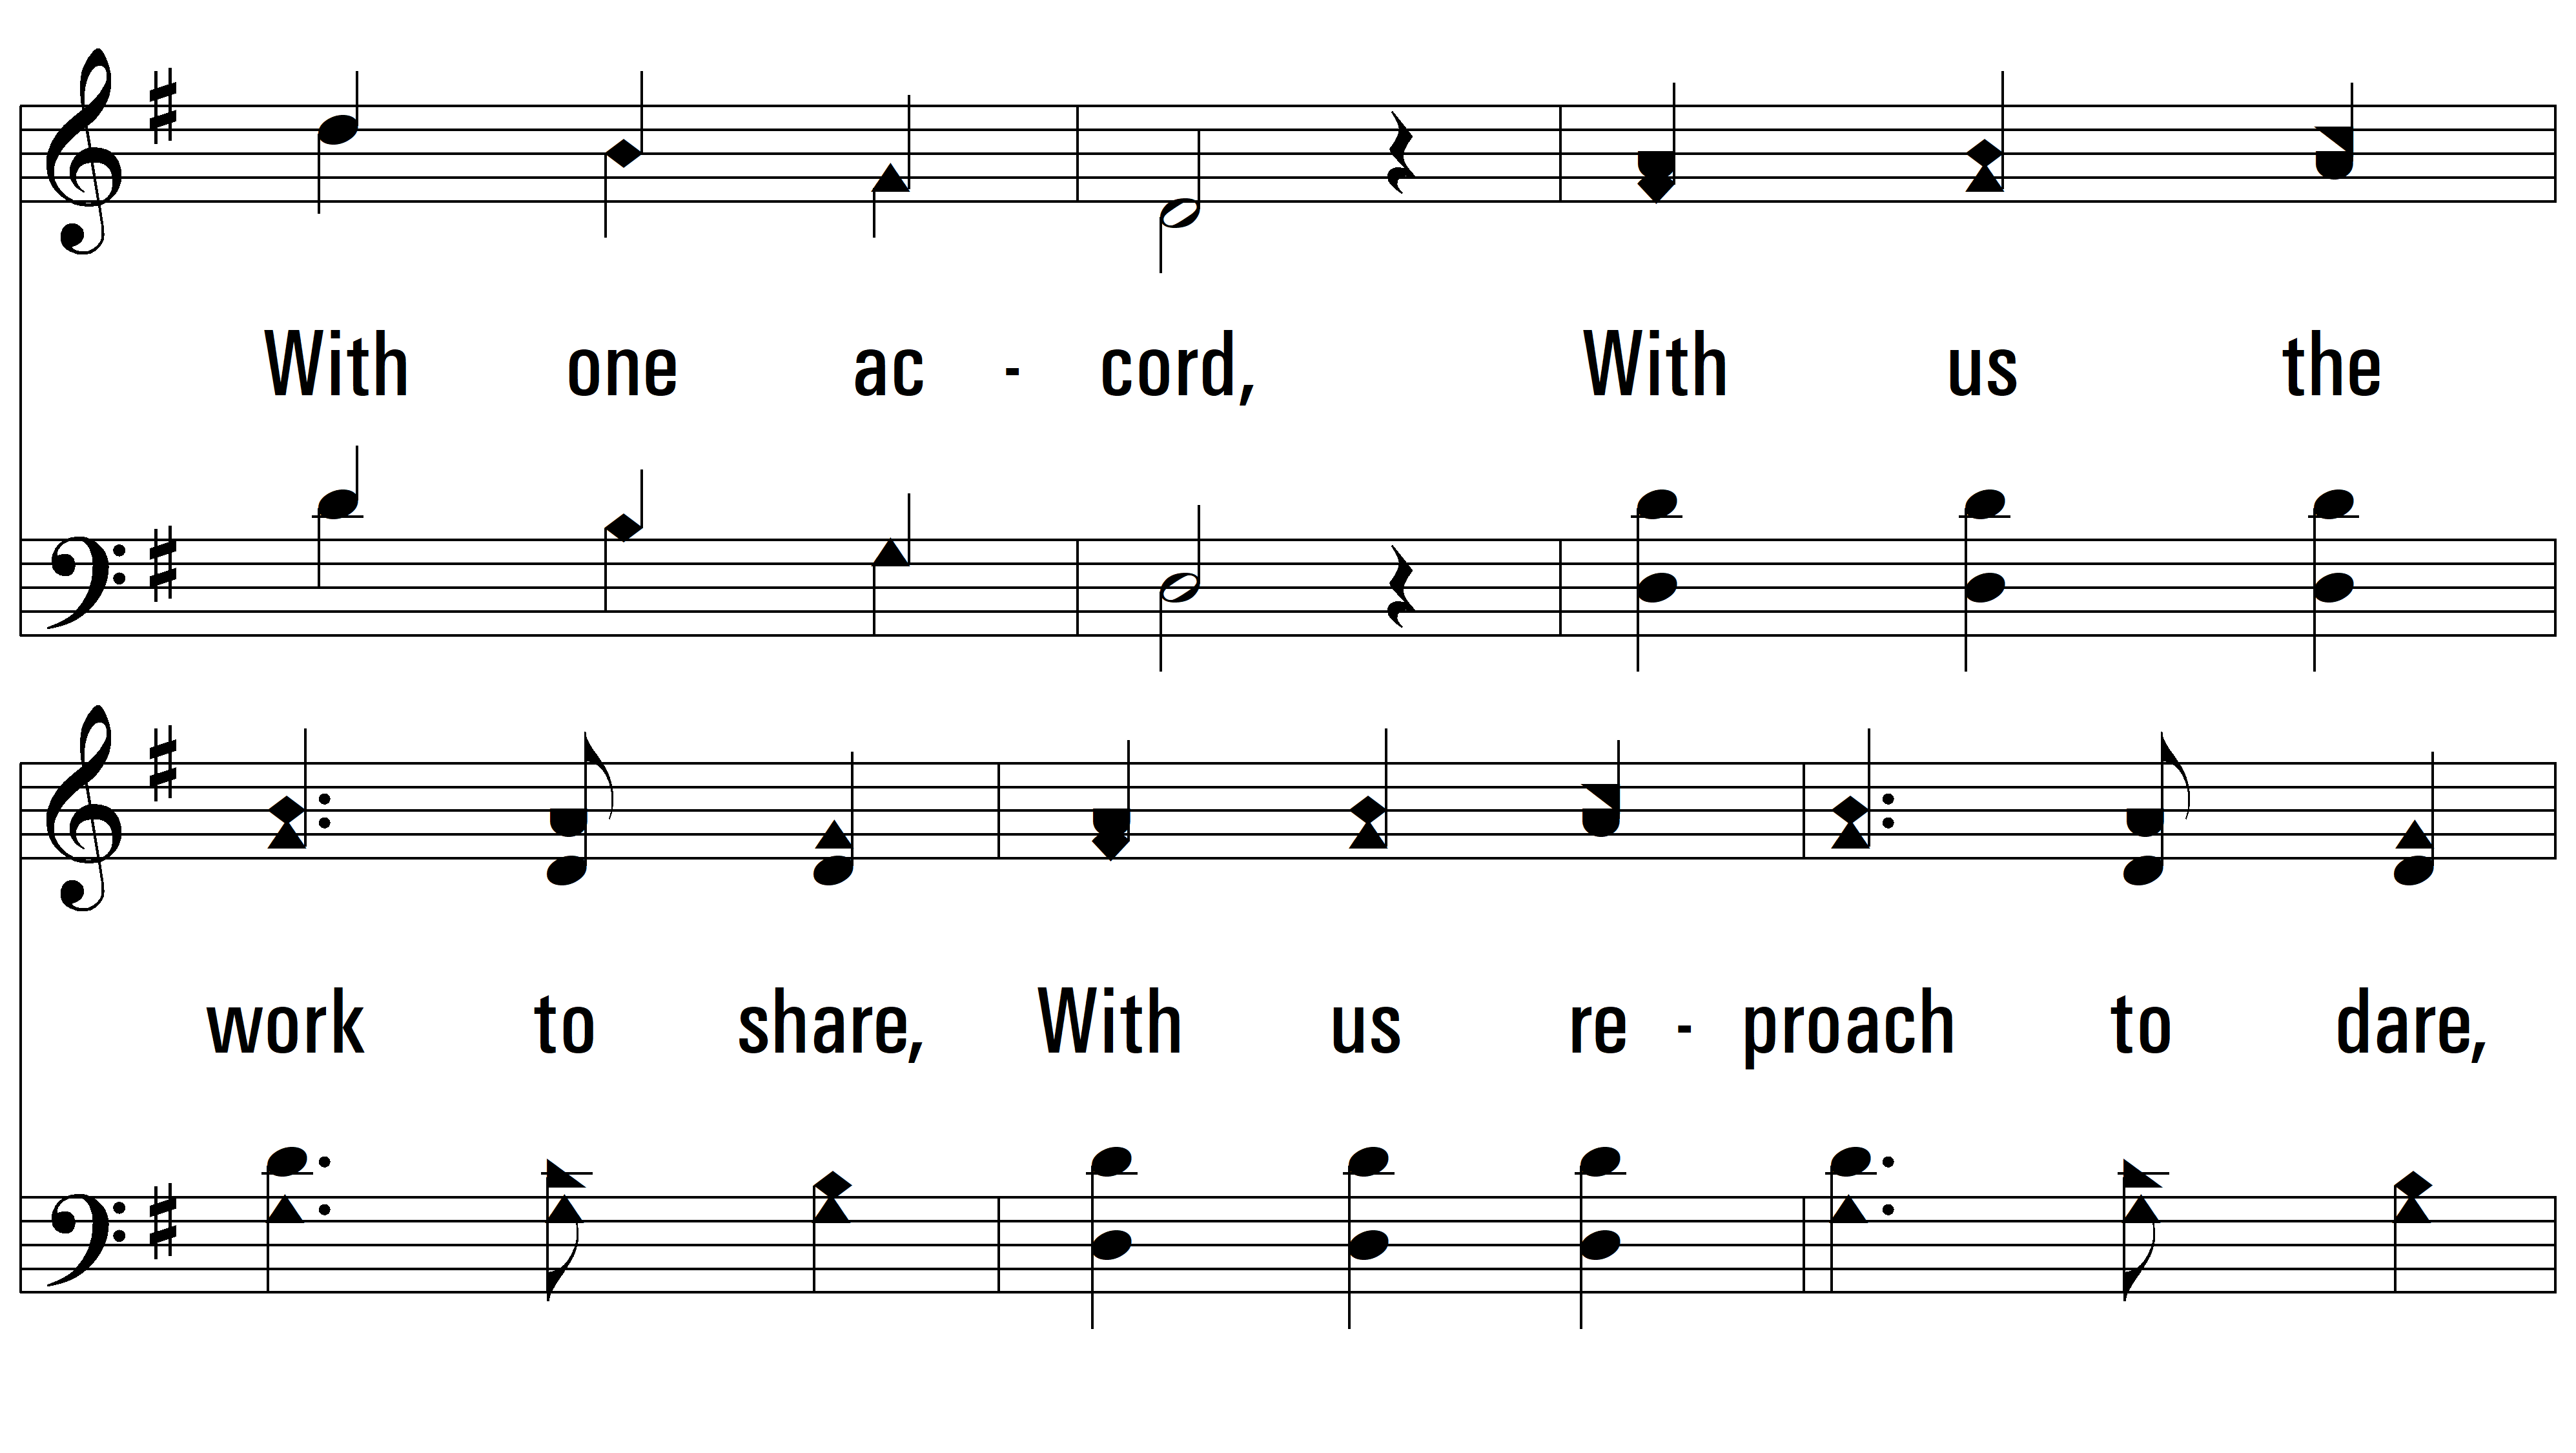 With one ac - cord, With us the
work to share, With us re - proach to dare,